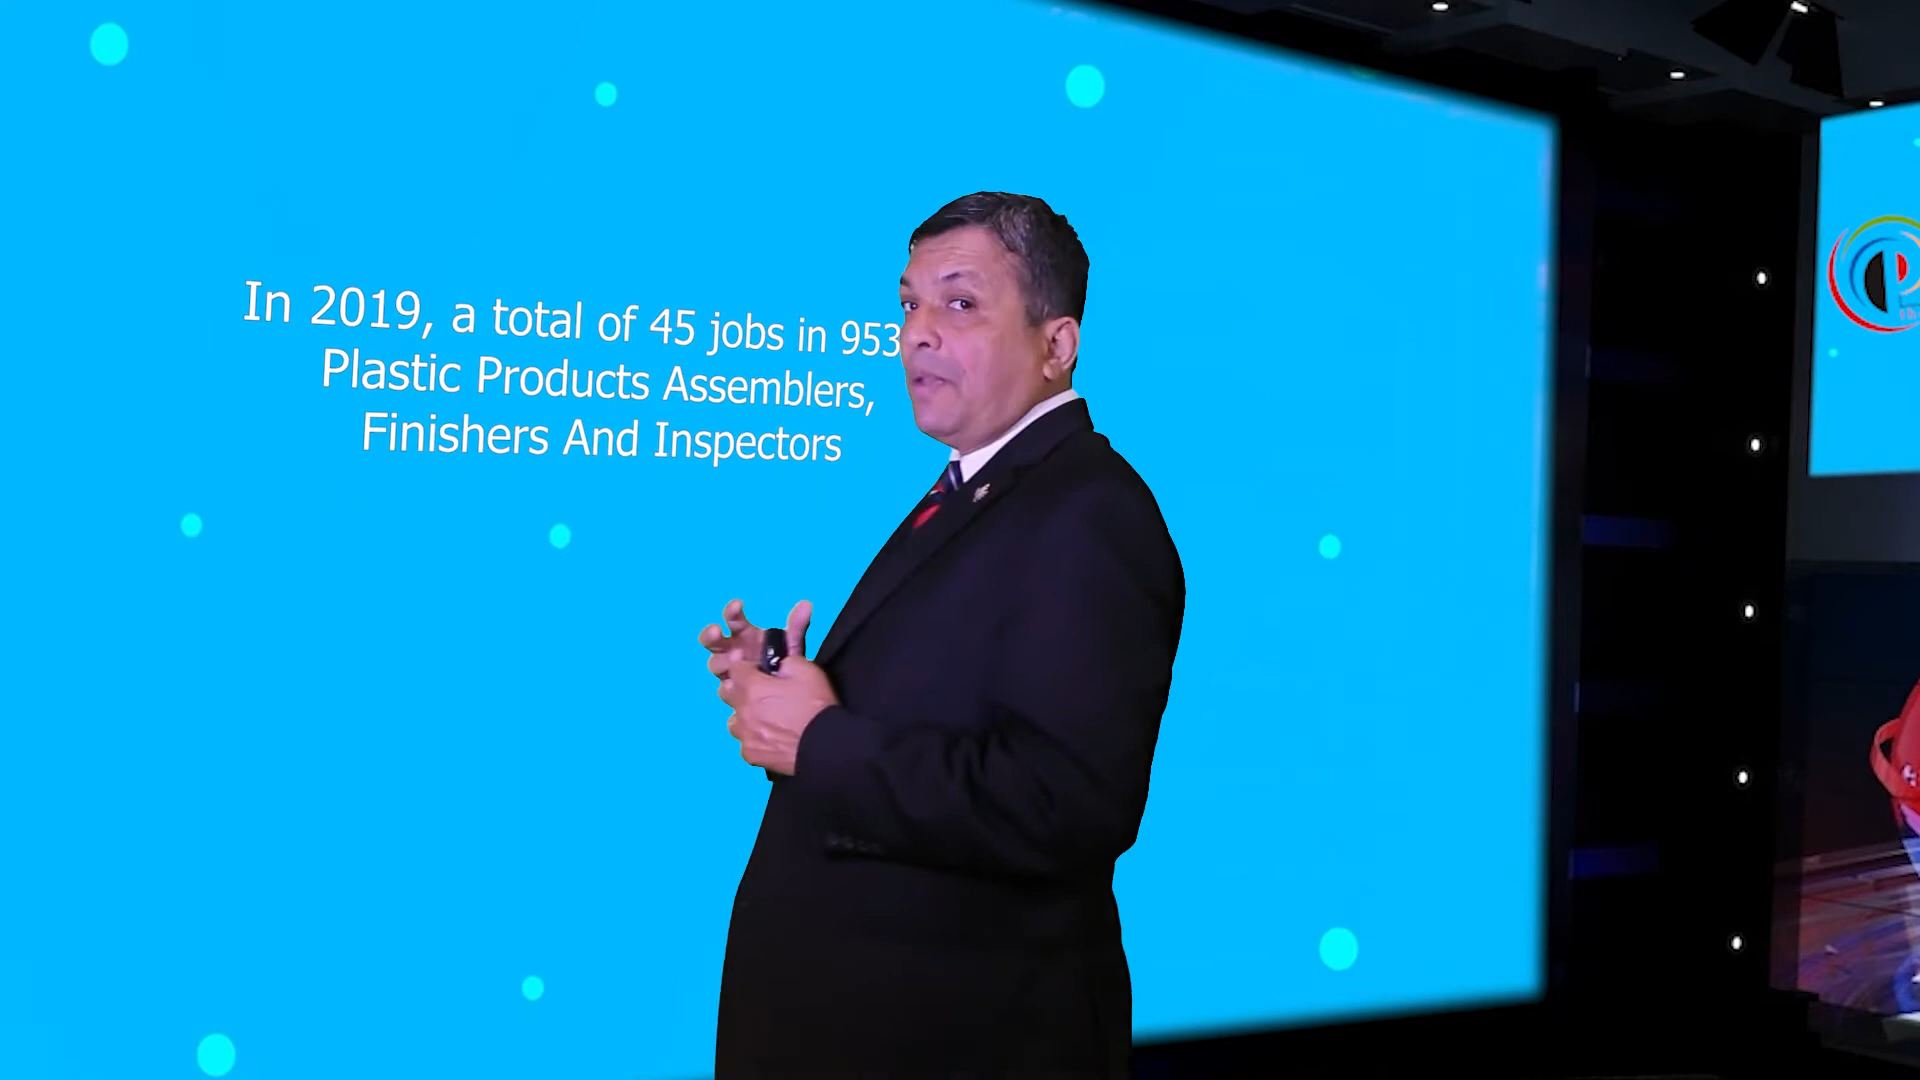 In 2019, a total of 45 jobs in 953
Plastic Products Assemblers,
Finishers And Inspectors